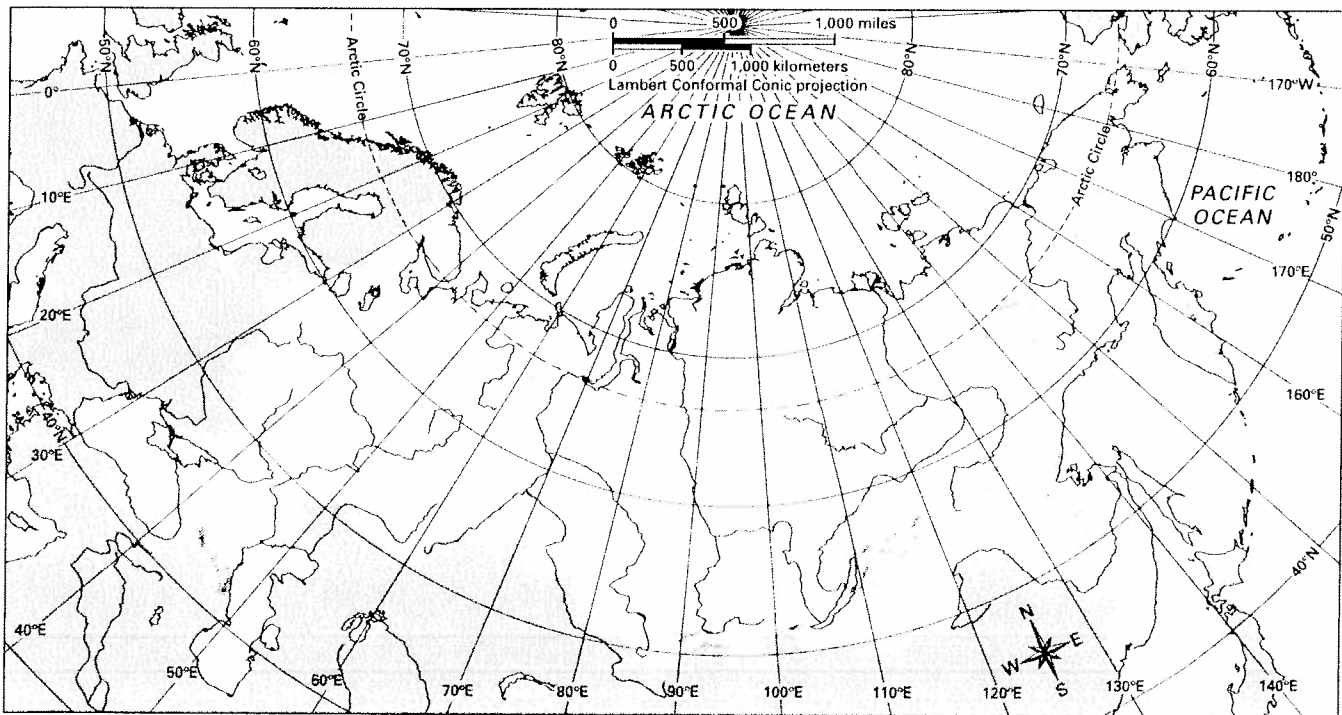 0 500 1,000 miles
0 500 1,000 kilometers
Lambert Conformal Conic projection
ARCTIC OCEAN
50°N
60°N
Arctic Circle
70°N
80°N
80°N
70°N
60°N
0°
170°W
10°E
Arctic Circle
180°
PACIFIC
OCEAN
50°N
20°E
170°E
40°N
30°E
160°E
40°N
40°E
N
W E
S
50°E
60°E
70°E
80°E
90°E
100°E
110°E
120°E
130°E
140°E